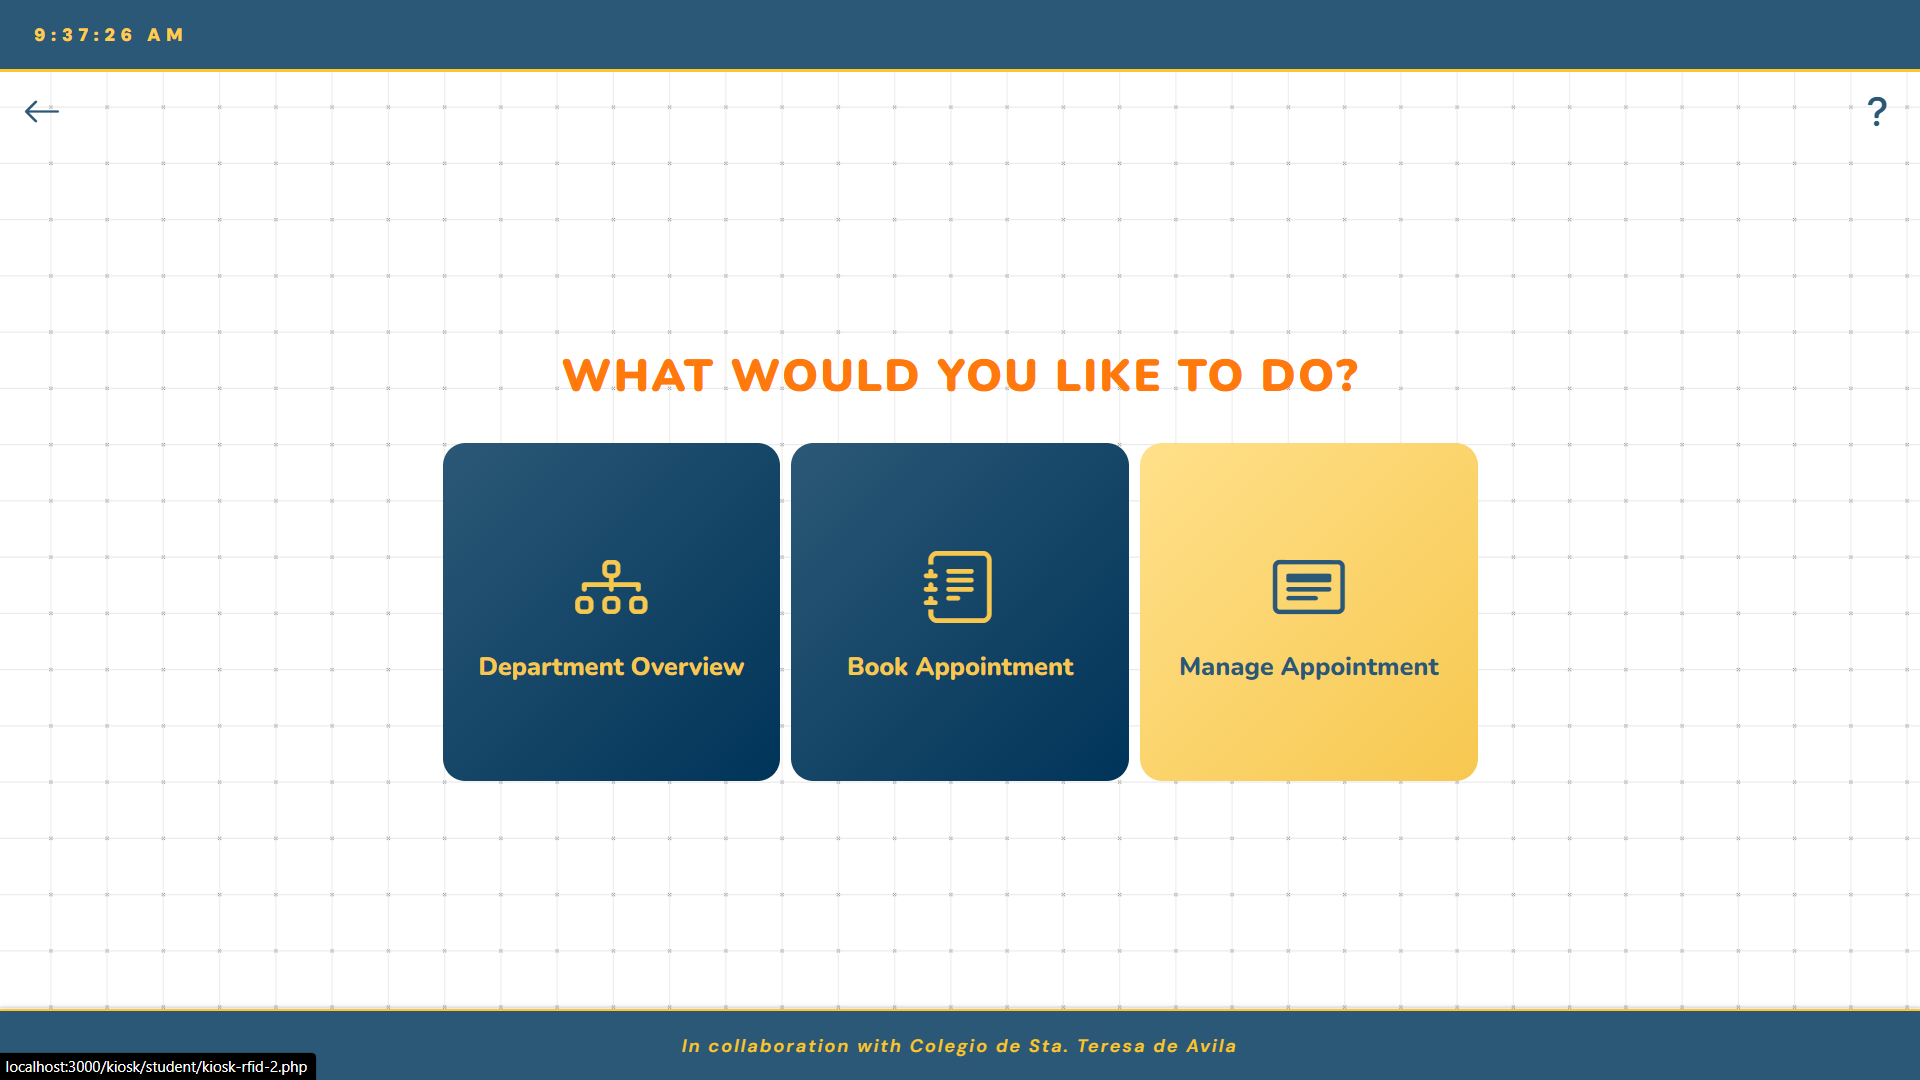 9:37:26 AM
?
WHAT WOULD YOU LIKE TO DO?
Department Overview
Book Appointment
Manage Appointment
In collaboration with Colegio de Sta. Teresa de Avila
localhost:3000/kiosk/student/kiosk-rfid-2.php